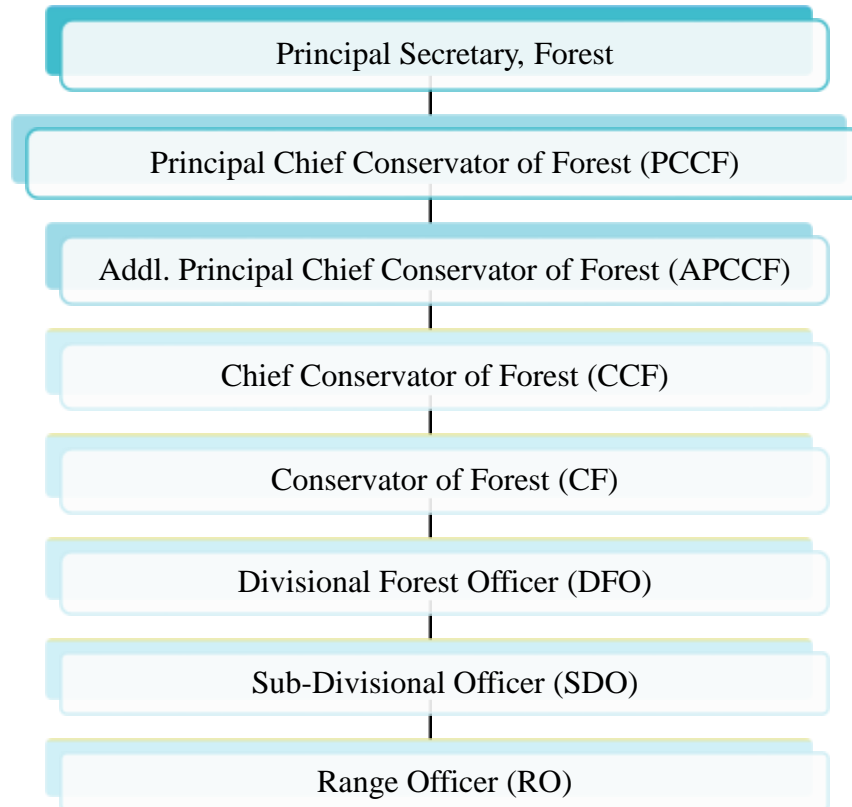 Principal Secretary, Forest
Principal Chief Conservator of Forest (PCCF)
Addl. Principal Chief Conservator of Forest (APCCF)
Chief Conservator of Forest (CCF)
Conservator of Forest (CF)
Divisional Forest Officer (DFO)
Sub-Divisional Officer (SDO)
Range Officer (RO)